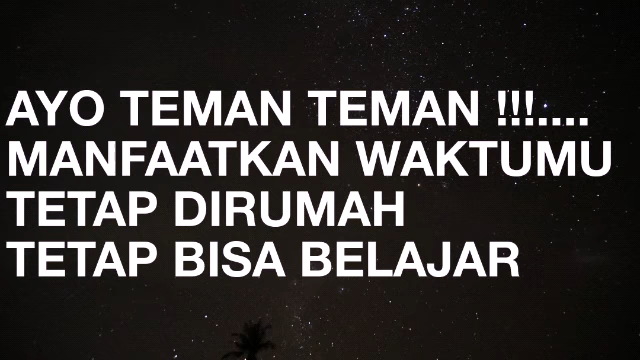 AYO TEMAN TEMAN !!!....
MANFAATKAN WAKTUMU
TETAP DIRUMAH
TETAP BISA BELAJAR